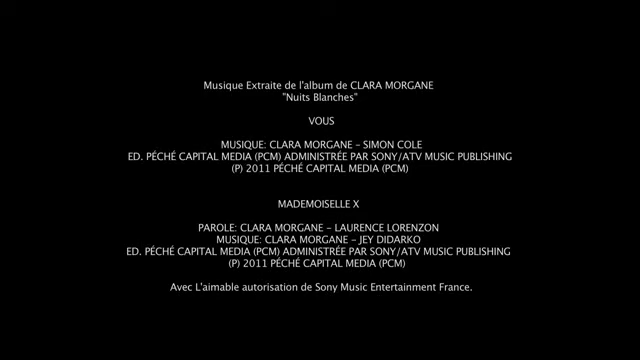 Musique Extraite de l'album de CLARA MORGANE
"Nuits Blanches"
VOUS
MUSIQUE: CLARA MORGANE – SIMON COLE
ED. PÉCHÉ CAPITAL MEDIA (PCM) ADMINISTRÉE PAR SONY/ATV MUSIC PUBLISHING
(P) 2011 PÉCHÉ CAPITAL MEDIA (PCM)
MADEMOISELLE X
PAROLE: CLARA MORGANE – LAURENCE LORENZON
MUSIQUE: CLARA MORGANE – JEY DIDARKO
ED. PÉCHÉ CAPITAL MEDIA (PCM) ADMINISTRÉE PAR SONY/ATV MUSIC PUBLISHING
(P) 2011 PÉCHÉ CAPITAL MEDIA (PCM)
Avec L'aimable autorisation de Sony Music Entertainment France.